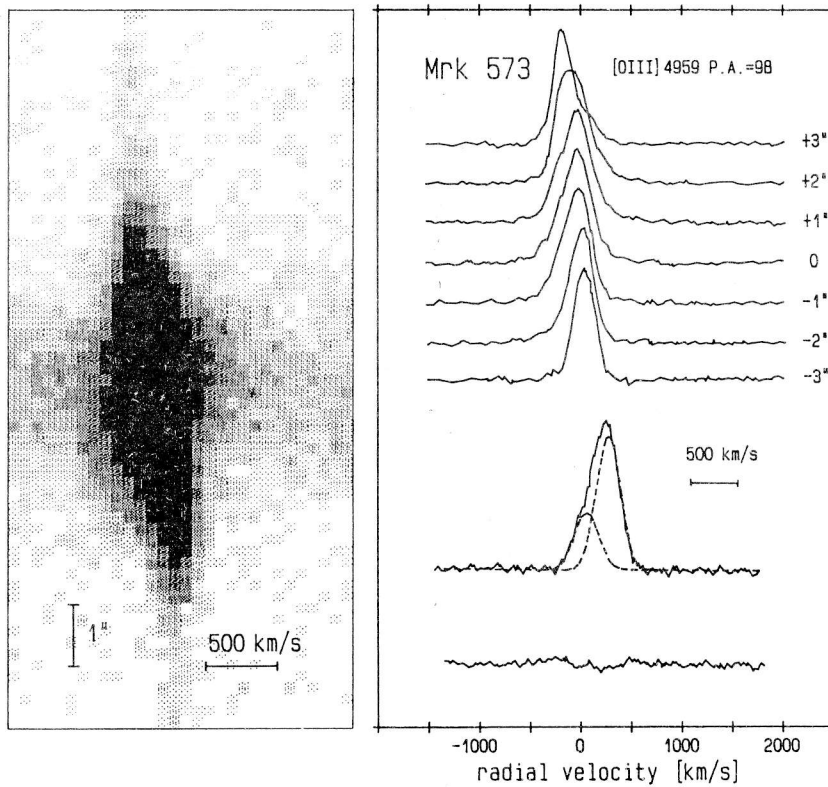 1"
500 km/s
Mrk 573
[OIII] 4959 P.A.=98
+3"
+2"
+1"
0
-1"
-2"
-3"
500 km/s
-1000 0 1000 2000
radial velocity [km/s]